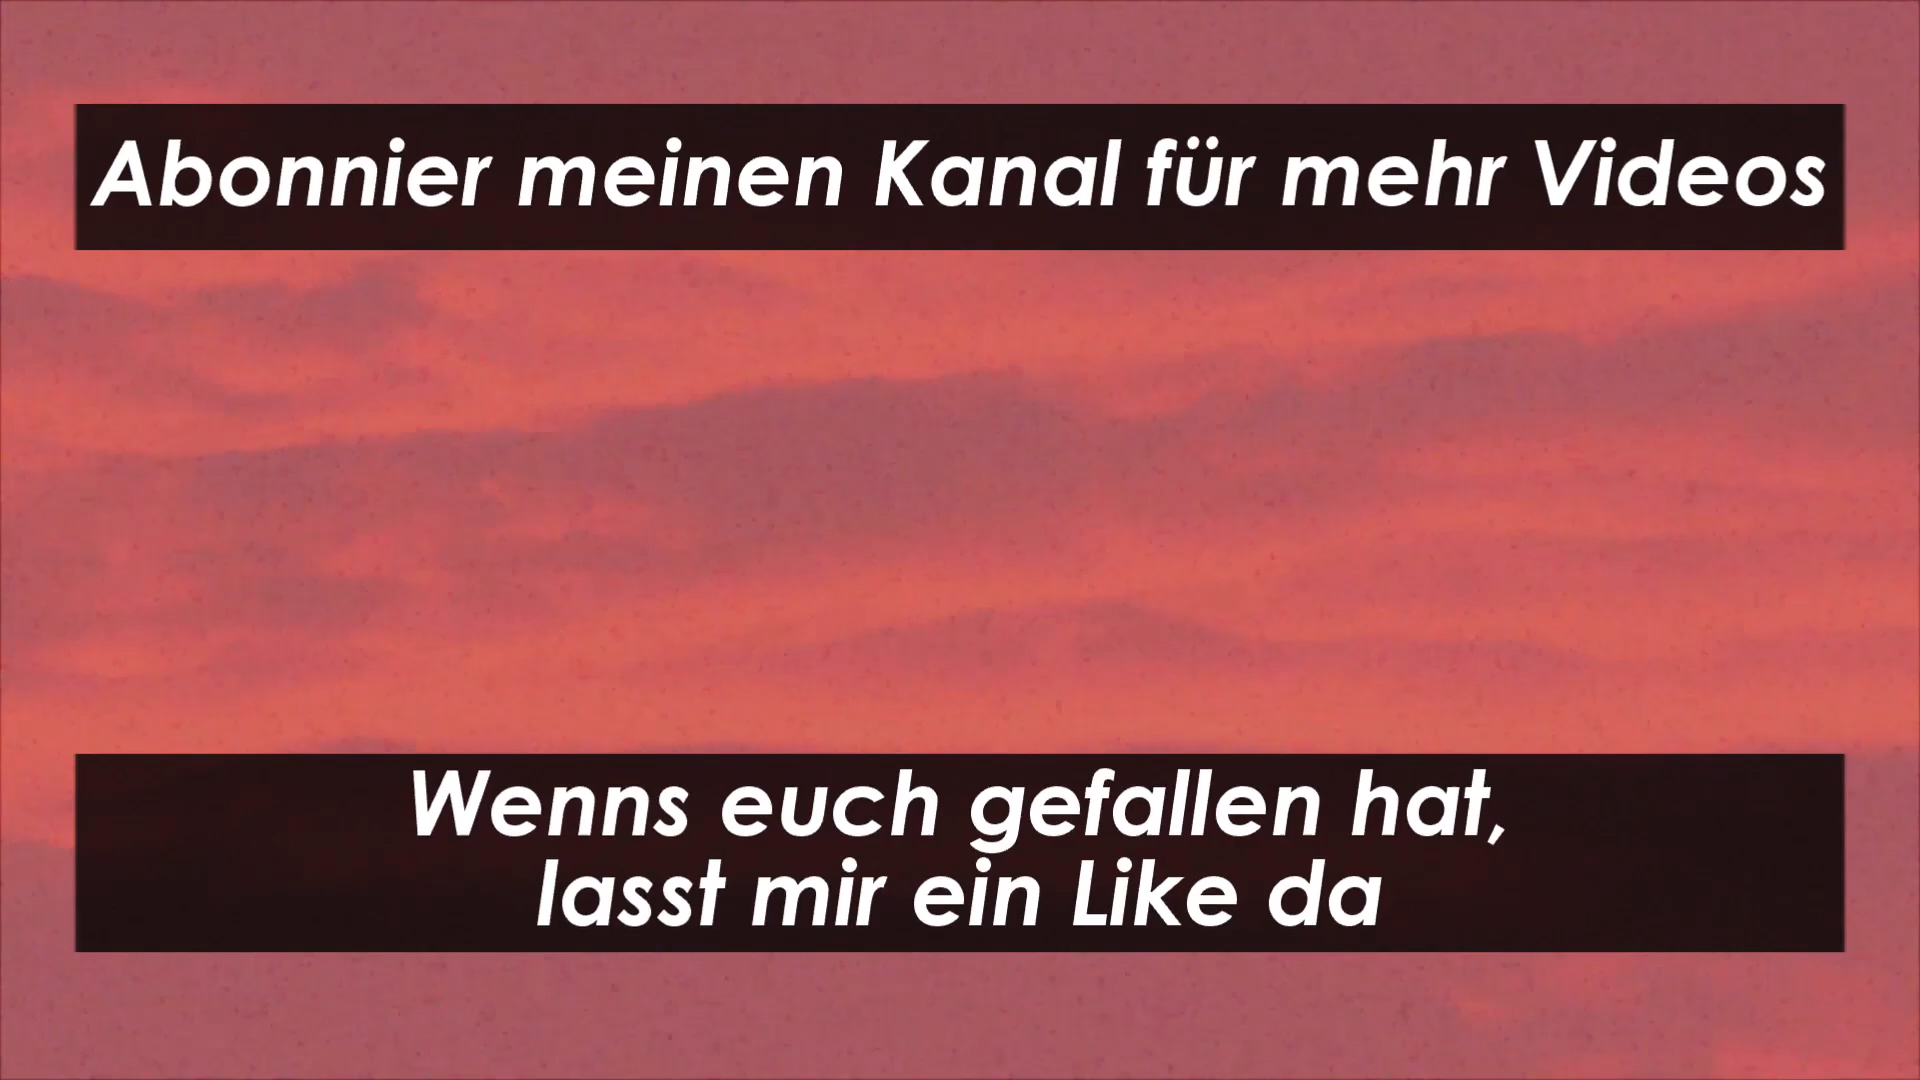 Abonnier meinen Kanal für mehr Videos
Wenns euch gefallen hat,
lasst mir ein Like da